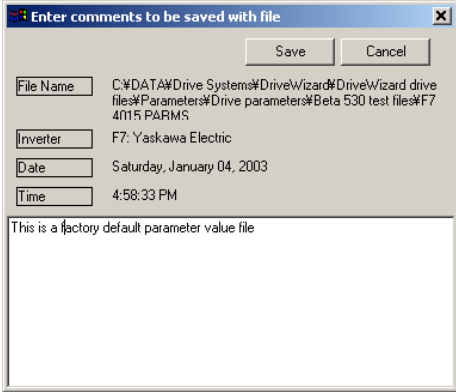 Enter comments to be saved with file
Save Cancel
File Name C:¥DATA¥Drive Systems¥DriveWizard¥DriveWizard drive
files¥Parameters¥Drive parameters¥Beta 530 test files¥F7
4015 PARMS
Inverter F7: Yaskawa Electric
Date Saturday, January 04, 2003
Time 4:58:33 PM
This is a factory default parameter value file